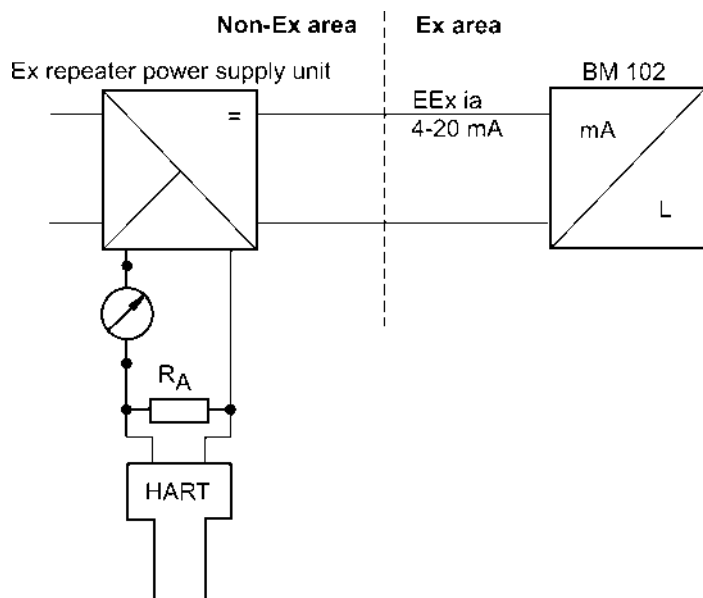 Non-Ex area
Ex area
Ex repeater power supply unit
BM 102
=
EEx ia
4-20 mA
mA
L
RA
HART